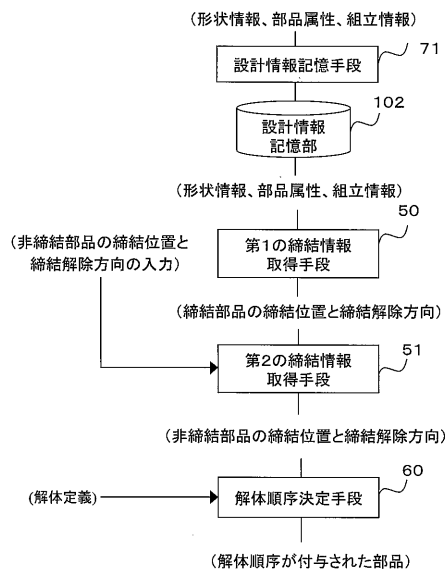 (形状情報、部品属性、組立情報)
71
設計情報記憶手段
102
設計情報
記憶部
(形状情報、部品属性、組立情報)
50
(非締結部品の締結位置と
締結解除方向の入力)
第1の締結情報
取得手段
(締結部品の締結位置と締結解除方向)
51
第2の締結情報
取得手段
(非締結部品の締結位置と締結解除方向)
60
(解体定義)
解体順序決定手段
(解体順序が付与された部品)